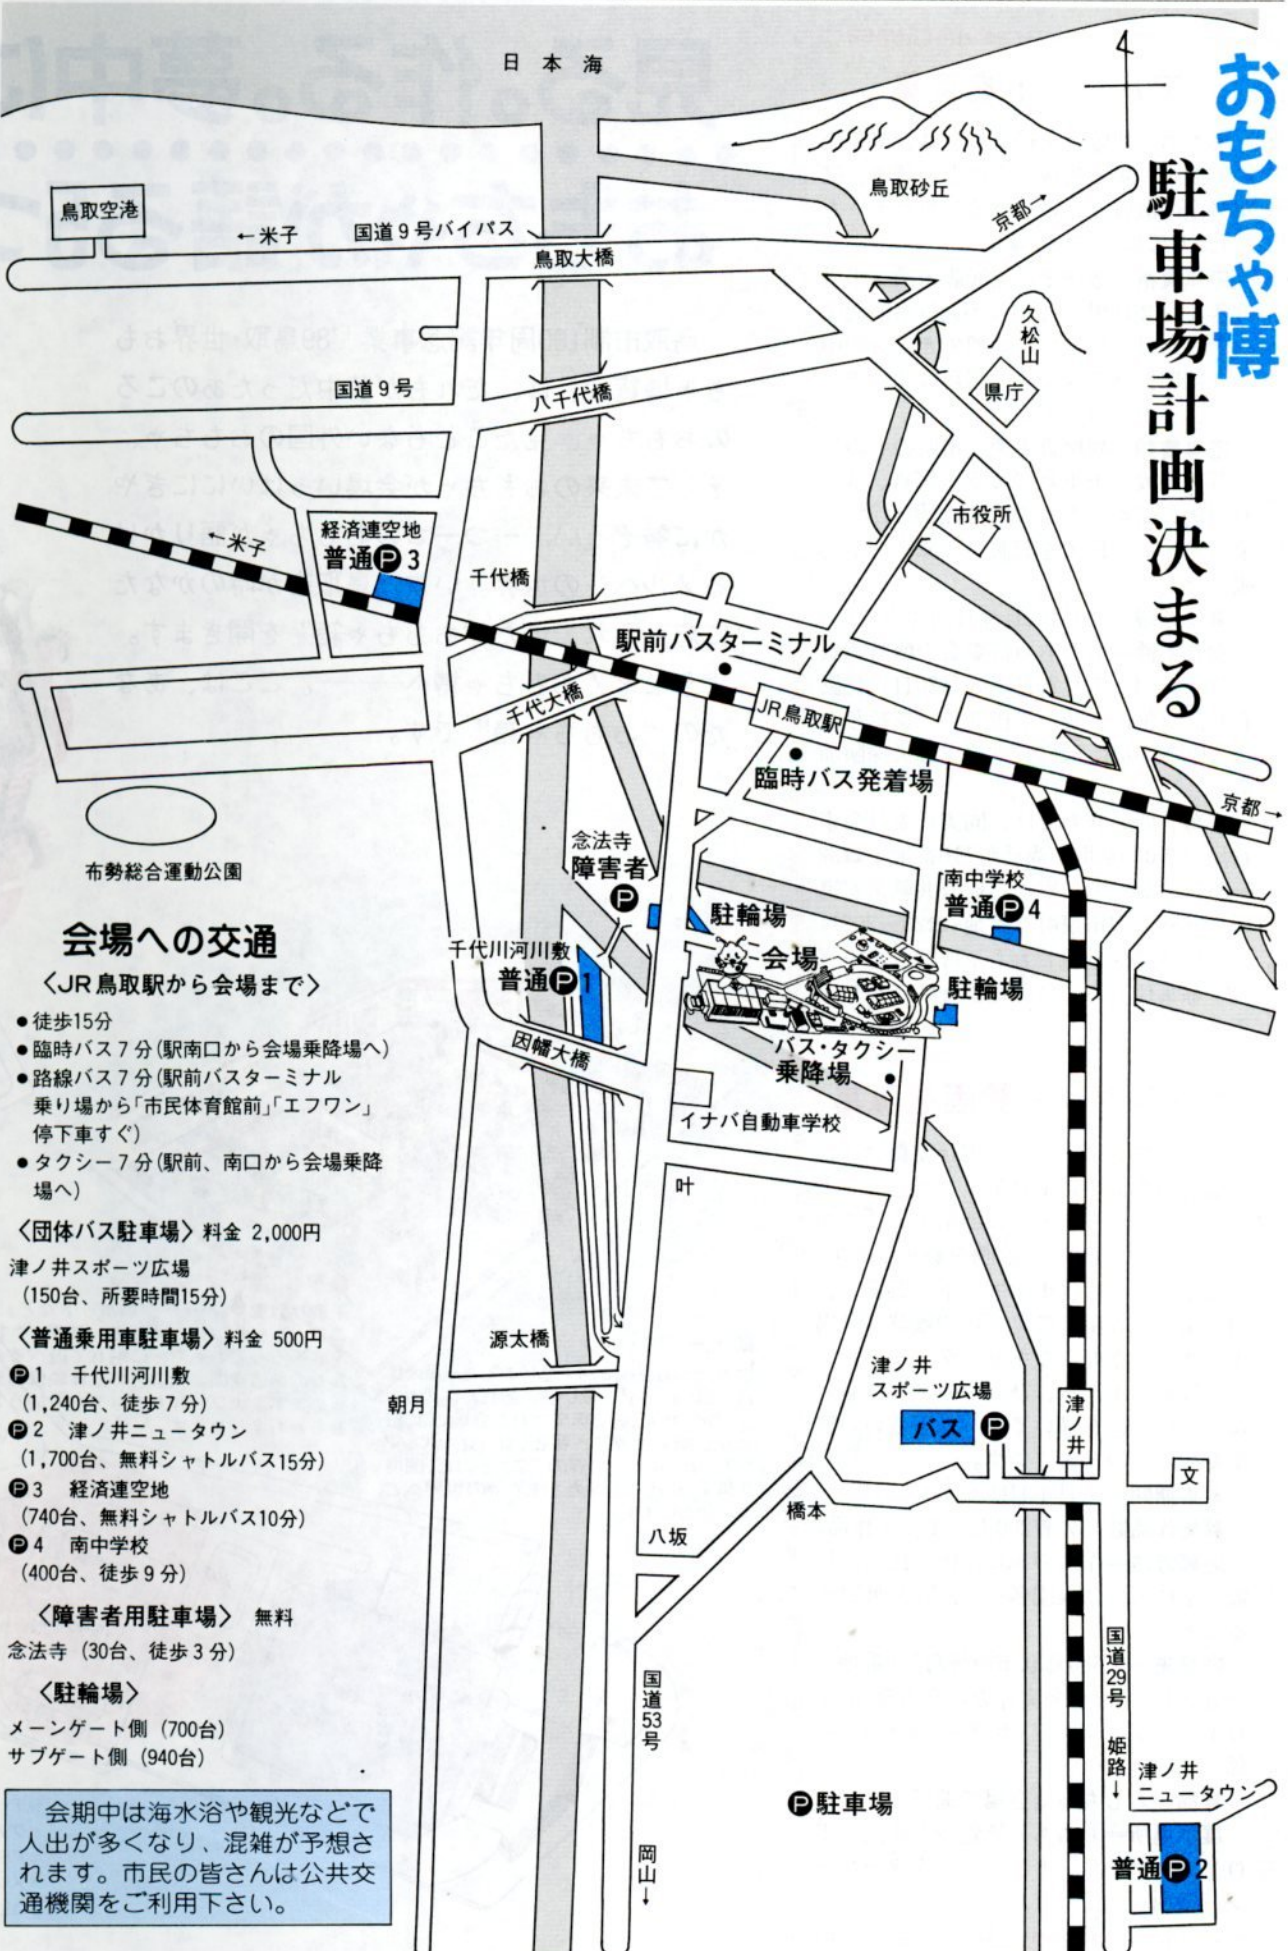 おもちゃ博
駐車場計画決まる
日本海
4
鳥取砂丘
鳥取空港
←米子
国道9号バイパス
鳥取大橋
京都→
久松山
県庁
国道9号
八千代橋
市役所
←米子
経済連空地
普通Ⓟ3
千代橋
駅前バスターミナル
JR鳥取駅
千代大橋
臨時バス発着場
京都→
布勢総合運動公園
念法寺
障害者
Ⓟ
駐輪場
南中学校
普通Ⓟ4
千代川河川敷
普通Ⓟ1
会場
駐輪場
因幡大橋
バス・タクシー
乗降場
イナバ自動車学校
叶
源太橋
朝月
津ノ井
スポーツ広場
バス Ⓟ
津ノ井
文
橋本
八坂
国道53号
岡山→
国道29号
姫路→
津ノ井
ニュータウン
普通Ⓟ2
Ⓟ駐車場
会場への交通
〈JR鳥取駅から会場まで〉
●徒歩15分
●臨時バス7分(駅南口から会場乗降場へ)
●路線バス7分(駅前バスターミナル
乗り場から「市民体育館前」「エフワン」
停下車すぐ)
●タクシー7分(駅前、南口から会場乗降
場へ)
〈団体バス駐車場〉料金 2,000円
津ノ井スポーツ広場
(150台、所要時間15分)
〈普通乗用車駐車場〉料金 500円
Ⓟ1 千代川河川敷
(1,240台、徒歩7分)
Ⓟ2 津ノ井ニュータウン
(1,700台、無料シャトルバス15分)
Ⓟ3 経済連空地
(740台、無料シャトルバス10分)
Ⓟ4 南中学校
(400台、徒歩9分)
〈障害者用駐車場〉 無料
念法寺 (30台、徒歩3分)
〈駐輪場〉
メーンゲート側 (700台)
サブゲート側 (940台)
会期中は海水浴や観光などで
人出が多くなり、混雑が予想さ
れます。市民の皆さんは公共交
通機関をご利用下さい。